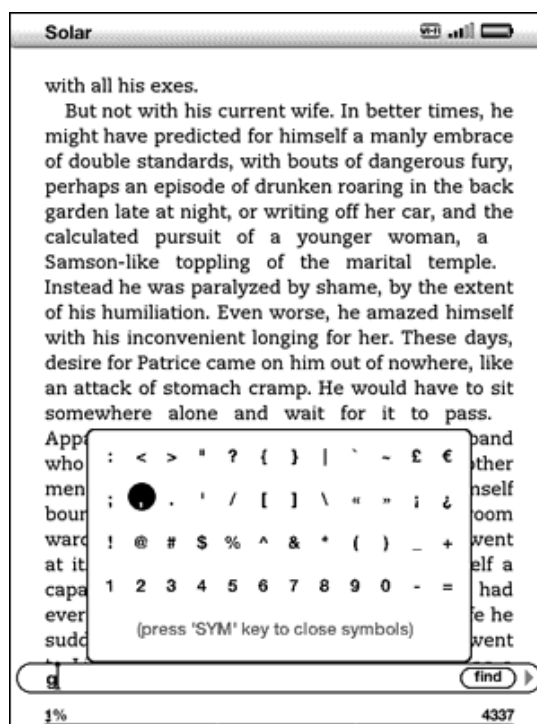 Solar
with all his exes.
But not with his current wife. In better times, he
might have predicted for himself a manly embrace
of double standards, with bouts of dangerous fury,
perhaps an episode of drunken roaring in the back
garden late at night, or writing off her car, and the
calculated pursuit of a younger woman, a
Samson-like toppling of the marital temple.
Instead he was paralyzed by shame, by the extent
of his humiliation. Even worse, he amazed himself
with his inconvenient longing for her. These days,
desire for Patrice came on him out of nowhere, like
an attack of stomach cramp. He would have to sit
somewhere alone and wait for it to pass.
: < > " ? { } | ` ~ £ €
; , . ' / [ ] \ « » ¡ ¿
! @ # $ % ^ & * ( ) _ +
1 2 3 4 5 6 7 8 9 0 - =
(press 'SYM' key to close symbols)
g find
1% 4337